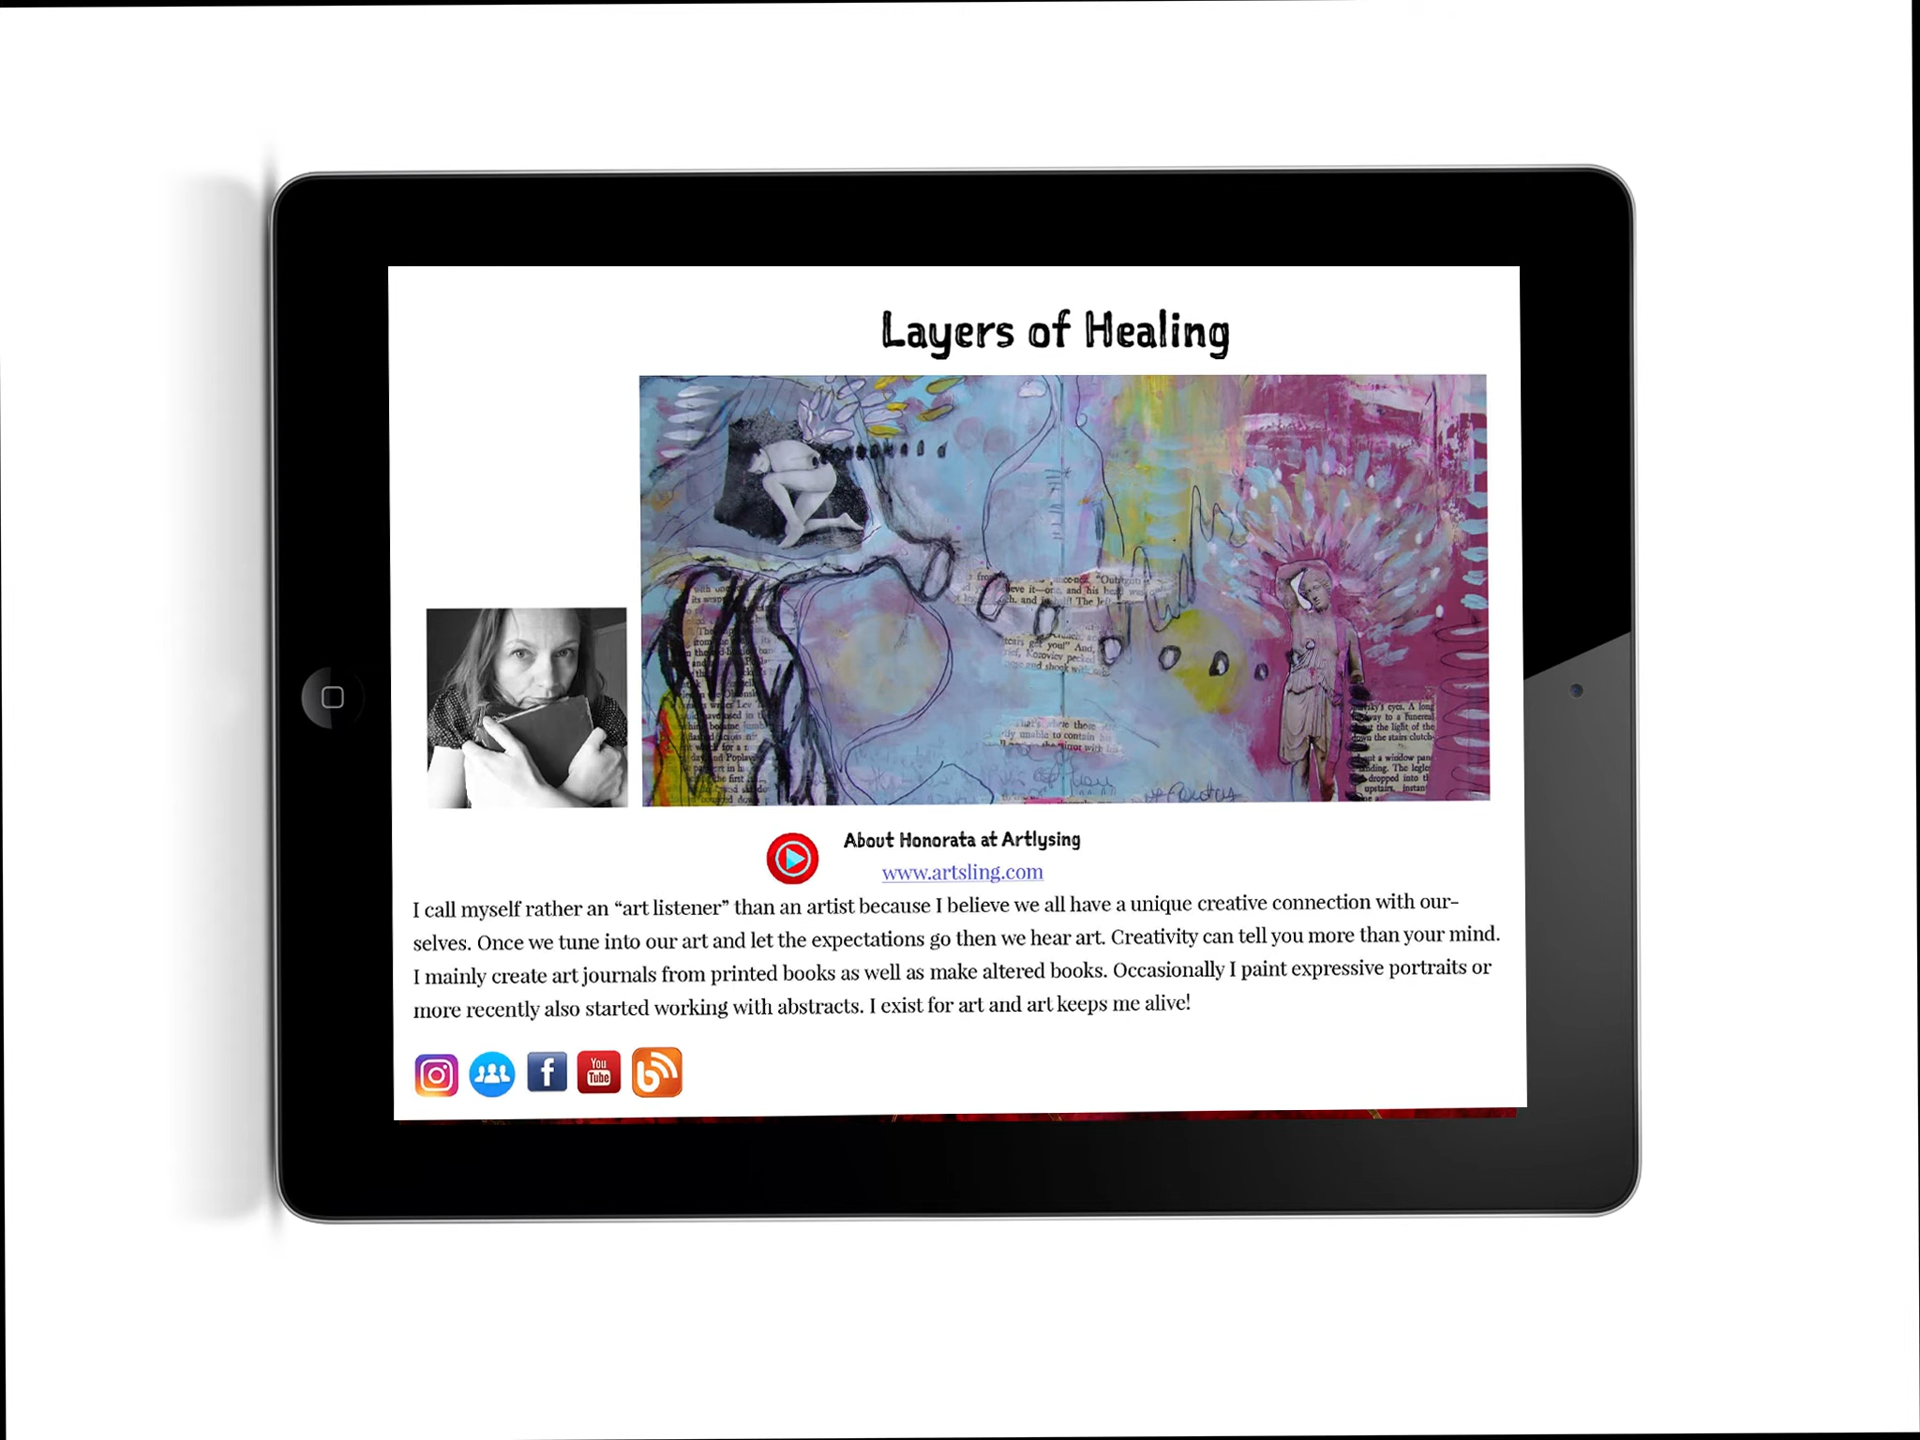 Layers of Healing
About Honorata at Artlysing
www.artsling.com
I call myself rather an “art listener” than an artist because I believe we all have a unique creative connection with our-
selves. Once we tune into our art and let the expectations go then we hear art. Creativity can tell you more than your mind.
I mainly create art journals from printed books as well as make altered books. Occasionally I paint expressive portraits or
more recently also started working with abstracts. I exist for art and art keeps me alive!
f
You
Tube
b